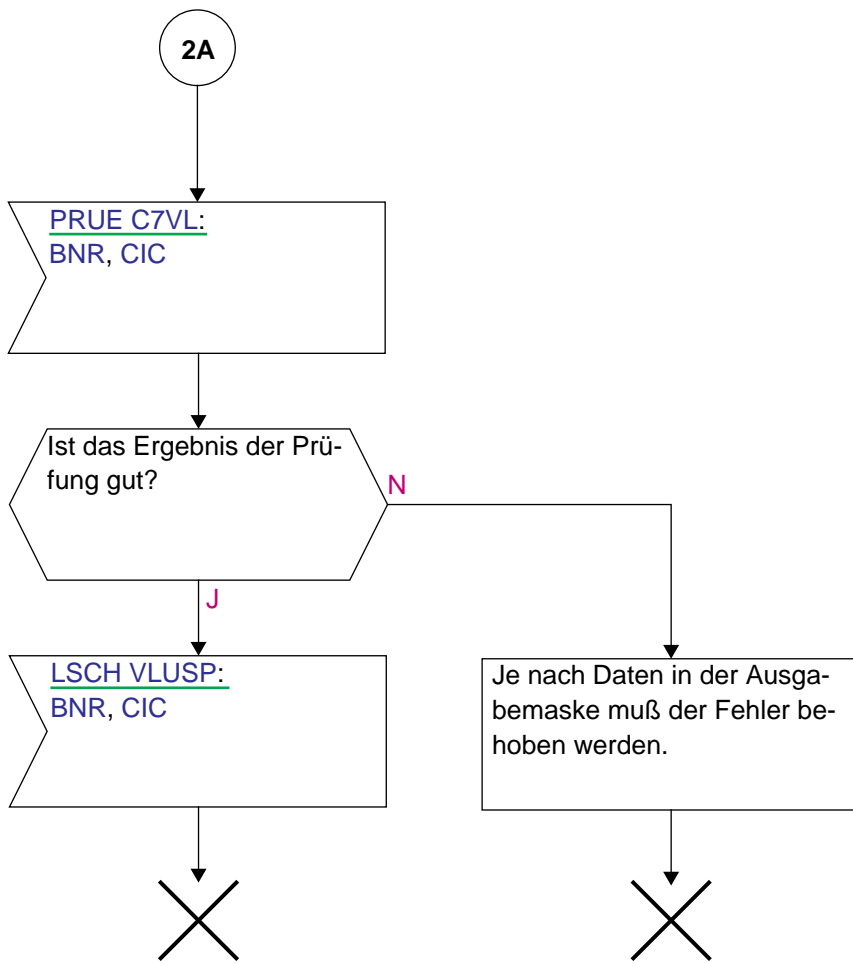 2A
PRUE C7VL:
BNR, CIC
Ist das Ergebnis der Prü-
fung gut?
N
J
LSCH VLUSP:
BNR, CIC
Je nach Daten in der Ausga-
bemaske muß der Fehler be-
hoben werden.